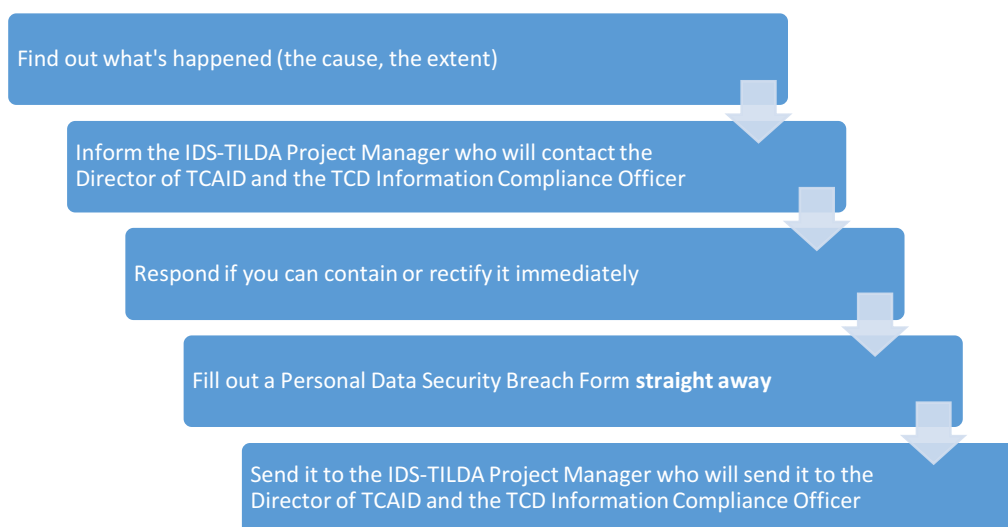 Find out what's happened (the cause, the extent)
Inform the IDS-TILDA Project Manager who will contact the
Director of TCAID and the TCD Information Compliance Officer
Respond if you can contain or rectify it immediately
Fill out a Personal Data Security Breach Form straight away
Send it to the IDS-TILDA Project Manager who will send it to the
Director of TCAID and the TCD Information Compliance Officer